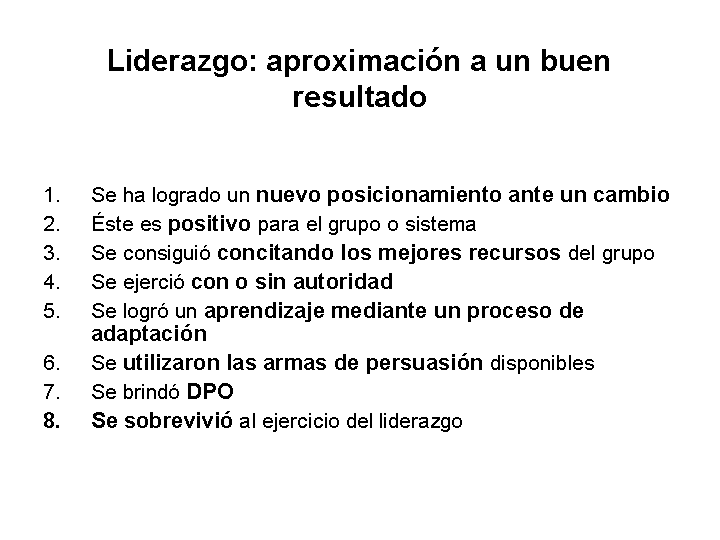 Liderazgo: aproximación a un buen
resultado
1. Se ha logrado un nuevo posicionamiento ante un cambio
2. Éste es positivo para el grupo o sistema
3. Se consiguió concitando los mejores recursos del grupo
4. Se ejerció con o sin autoridad
5. Se logró un aprendizaje mediante un proceso de
adaptación
6. Se utilizaron las armas de persuasión disponibles
7. Se brindó DPO
8. Se sobrevivió al ejercicio del liderazgo